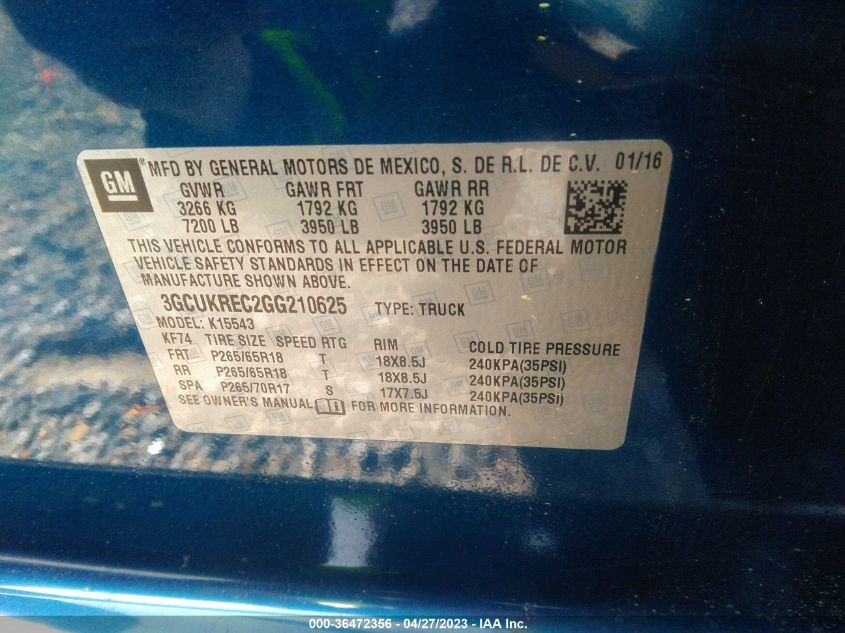 GM
® MFD BY GENERAL MOTORS DE MEXICO, S. DE R.L. DE C.V. 01/16
GVWR GAWR FRT GAWR RR
3266 KG 1792 KG 1792 KG
7200 LB 3950 LB 3950 LB
THIS VEHICLE CONFORMS TO ALL APPLICABLE U.S. FEDERAL MOTOR
VEHICLE SAFETY STANDARDS IN EFFECT ON THE DATE OF
MANUFACTURE SHOWN ABOVE.
3GCUKREC2GG210625 TYPE: TRUCK
MODEL: K15543
KF74 TIRE SIZE SPEED RTG RIM COLD TIRE PRESSURE
FRT P265/65R18 T 18X8.5J 240KPA(35PSI)
RR P265/65R18 T 18X8.5J 240KPA(35PSI)
SPA P265/70R17 S 17X7.5J 240KPA(35PSI)
SEE OWNER'S MANUAL FOR MORE INFORMATION.
000-36472356 • 04/27/2023 • IAA Inc.